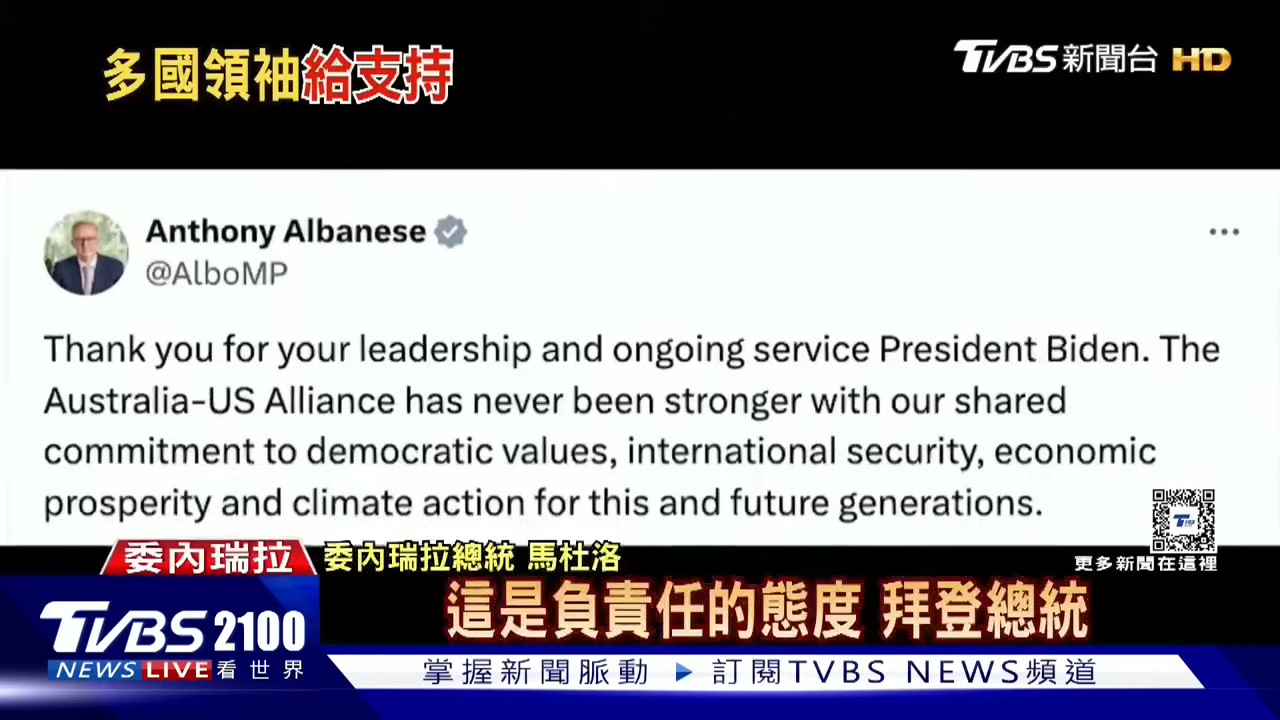 多國領袖給支持
TVBS新聞台 HD
Anthony Albanese
@AlboMP
Thank you for your leadership and ongoing service President Biden. The
Australia-US Alliance has never been stronger with our shared
commitment to democratic values, international security, economic
prosperity and climate action for this and future generations.
TVBS
更多新聞在這裡
委內瑞拉 委內瑞拉總統 馬杜洛
這是負責任的態度 拜登總統
TVBS 2100
NEWS LIVE 看世界
掌握新聞脈動 ▶ 訂閱TVBS NEWS頻道